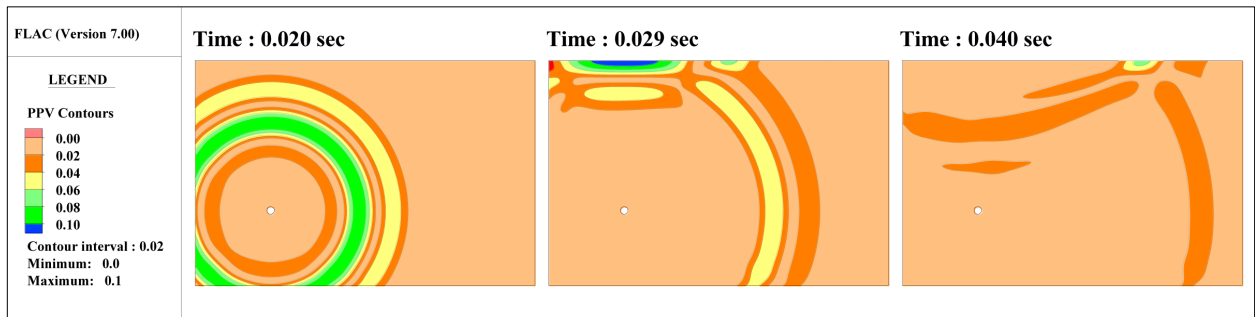 FLAC (Version 7.00)
LEGEND
PPV Contours
0.00
0.02
0.04
0.06
0.08
0.10
Contour interval : 0.02
Minimum: 0.0
Maximum: 0.1
Time : 0.020 sec
Time : 0.029 sec
Time : 0.040 sec